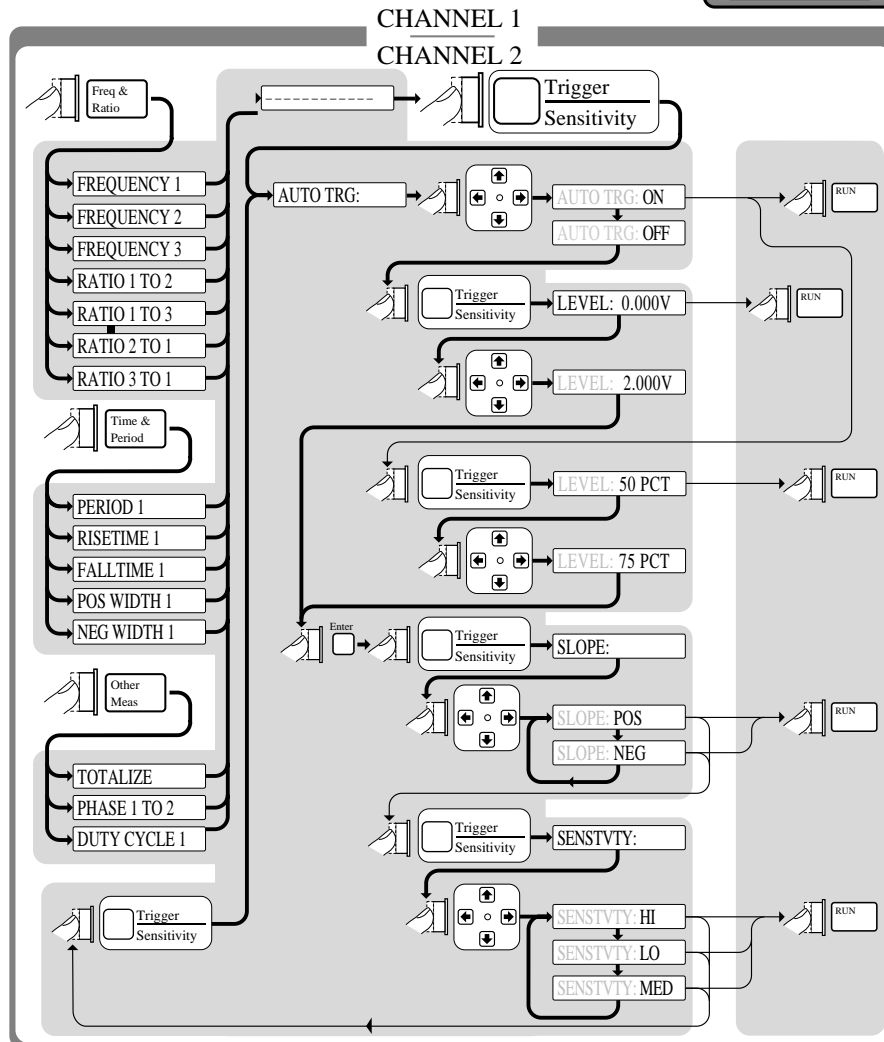 CHANNEL 1
CHANNEL 2
Freq &
Ratio
------------
Trigger
Sensitivity
FREQUENCY 1
FREQUENCY 2
FREQUENCY 3
RATIO 1 TO 2
RATIO 1 TO 3
RATIO 2 TO 1
RATIO 3 TO 1
AUTO TRG:
AUTO TRG: ON
AUTO TRG: OFF
RUN
Trigger
Sensitivity
LEVEL: 0.000V
RUN
LEVEL: 2.000V
Time &
Period
PERIOD 1
RISETIME 1
FALLTIME 1
POS WIDTH 1
NEG WIDTH 1
Trigger
Sensitivity
LEVEL: 50 PCT
RUN
LEVEL: 75 PCT
Enter
Trigger
Sensitivity
SLOPE:
Other
Meas
SLOPE: POS
SLOPE: NEG
RUN
TOTALIZE
PHASE 1 TO 2
DUTY CYCLE 1
Trigger
Sensitivity
SENSTVTY:
Trigger
Sensitivity
SENSTVTY: HI
SENSTVTY: LO
SENSTVTY: MED
RUN